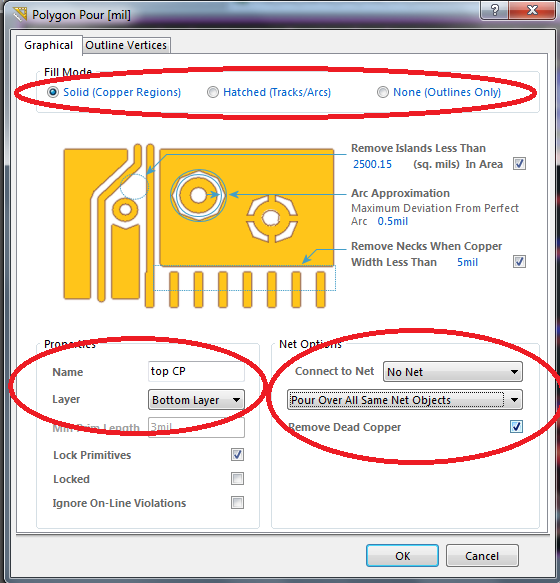 Polygon Pour [mil]
? X
Graphical Outline Vertices
Fill Mode
Solid (Copper Regions) Hatched (Tracks/Arcs) None (Outlines Only)
Remove Islands Less Than
2500.15 (sq. mils) In Area
Arc Approximation
Maximum Deviation From Perfect
Arc 0.5mil
Remove Necks When Copper
Width Less Than 5mil
Properties
Name top CP
Layer Bottom Layer
Min Prim Length 3mil
Lock Primitives
Locked
Ignore On-Line Violations
Net Options
Connect to Net No Net
Pour Over All Same Net Objects
Remove Dead Copper
OK Cancel